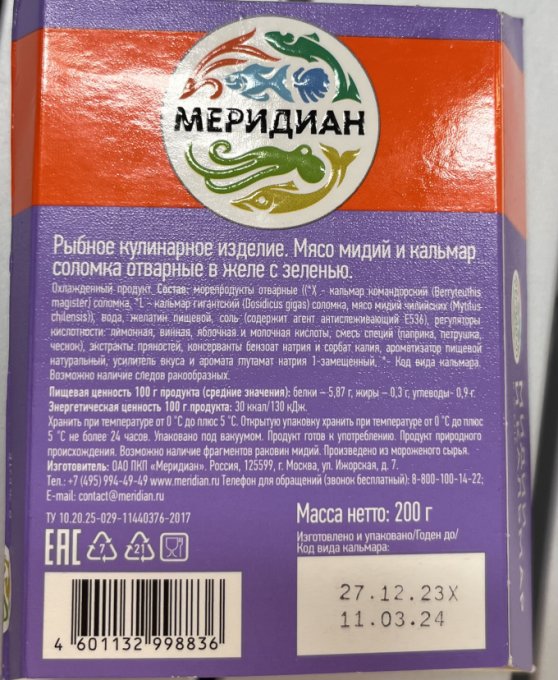 МЕРИДИАН
Рыбное кулинарное изделие. Мясо мидий и кальмар
соломка отварные в желе с зеленью.
Охлажденный продукт. Состав: морепродукты отварные ((*Х - кальмар командорский (Berryteuthis
magister) соломка, *L - кальмар гигантский (Dosidicus gigas) соломка, мясо мидий чилийских (Mytilus
chilensis)), вода, желатин пищевой, соль (содержит агент антислеживающий Е536), регуляторы
кислотности: лимонная, винная, яблочная и молочная кислоты, смесь специй (паприка, петрушка,
чеснок), экстракты пряностей, консерванты бензоат натрия и сорбат калия, ароматизатор пищевой
натуральный, усилитель вкуса и аромата глутамат натрия 1-замещенный, *- Код вида кальмара.
Возможно наличие следов ракообразных.
Пищевая ценность 100 г продукта (средние значения): белки – 5,87 г, жиры – 0,3 г, углеводы- 0,9 г.
Энергетическая ценность 100 г.продукта: 30 ккал/130 кДж.
Хранить при температуре от 0 °С до плюс 5 °С. Открытую упаковку хранить при температуре от 0 °С до плюс
5 °С не более 24 часов. Упаковано под вакуумом. Продукт готов к употреблению. Продукт природного
происхождения. Возможно наличие фрагментов раковин мидий. Произведено из мороженого сырья.
Изготовитель: ОАО ПКП «Меридиан». Россия, 125599, г. Москва, ул. Ижорская, д. 7.
Тел.: +7 (495) 994-49-49 www.meridian.ru Телефон для обращений (звонок бесплатный): 8-800-100-14-22;
E-mail: contact@meridian.ru
ТУ 10.20.25-029-11440376-2017
Масса нетто: 200 г
EAC 7 21
Изготовлено и упаковано/Годен до/
Код вида кальмара:
27.12.23X
11.03.24
4 601132 998836